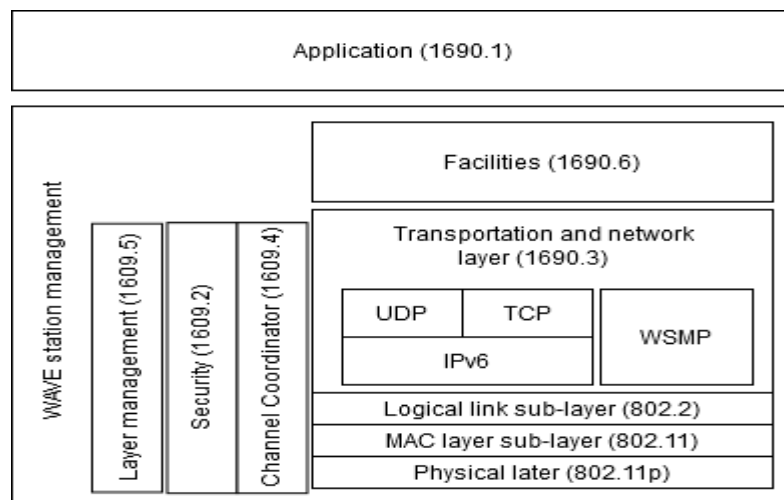 Application (1690.1)
WAVE station management
Layer management (1609.5)
Security (1609.2)
Channel Coordinator (1609.4)
Facilities (1690.6)
Transportation and network
layer (1690.3)
UDP
TCP
IPv6
WSMP
Logical link sub-layer (802.2)
MAC layer sub-layer (802.11)
Physical later (802.11p)